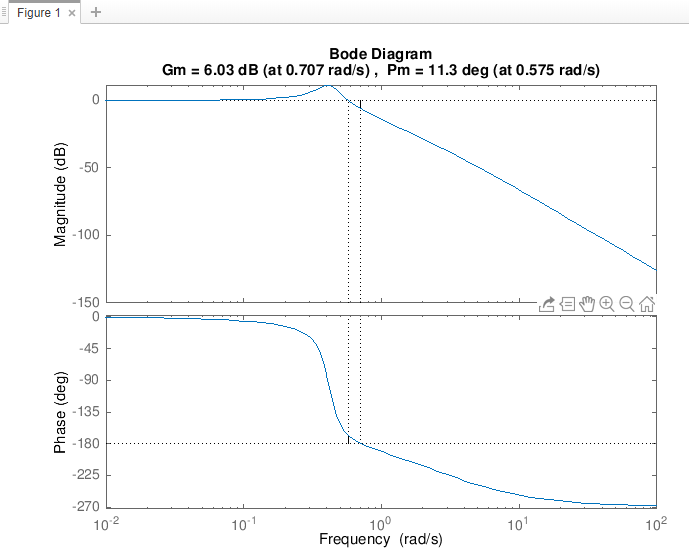 Figure 1 × +
Bode Diagram
Gm = 6.03 dB (at 0.707 rad/s) , Pm = 11.3 deg (at 0.575 rad/s)
Magnitude (dB)
0
-50
-100
-150
Phase (deg)
0
-45
-90
-135
-180
-225
-270
10^-2 10^-1 10^0 10^1 10^2
Frequency (rad/s)